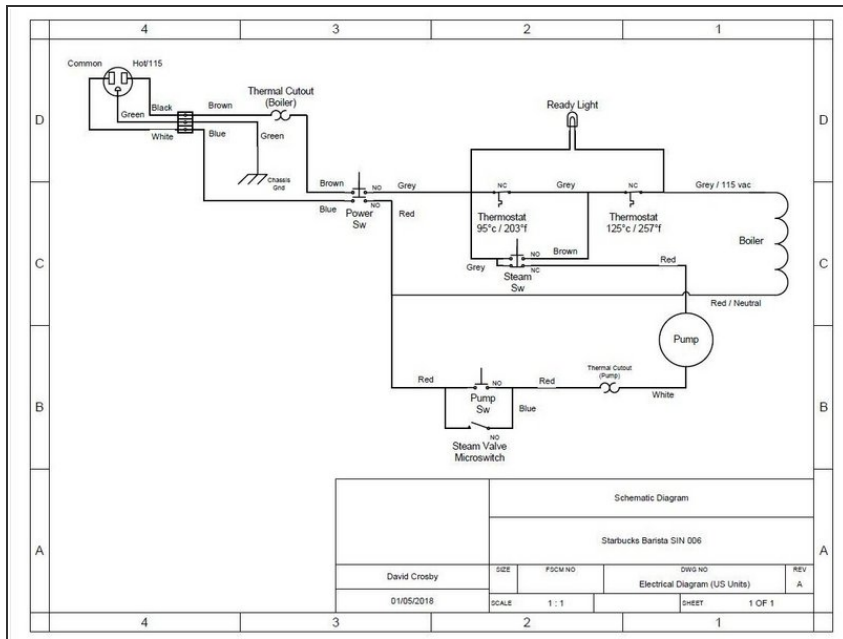 4 3 2 1
Common Hot/115
Thermal Cutout
(Boiler)
Ready Light
D D
Black Brown
Green
White Blue Green
Chassis
Gnd
Brown NO Grey NC Grey NC Grey / 115 vac
Blue NO Red
Power
Sw
Thermostat
95°c / 203°f
Thermostat
125°c / 257°f
C C
Boiler
NO Brown
Grey NC Red
Steam
Sw
Red / Neutral
Pump
Thermal Cutout
(Pump)
Red NO Red
White
B B
Pump
Sw
Blue
NO
Steam Valve
Microswitch
Schematic Diagram
Starbucks Barista SIN 006
A A
SIZE FSCM NO DWG NO REV
David Crosby Electrical Diagram (US Units) A
01/05/2018 SCALE 1 : 1 SHEET 1 OF 1
4 3 2 1